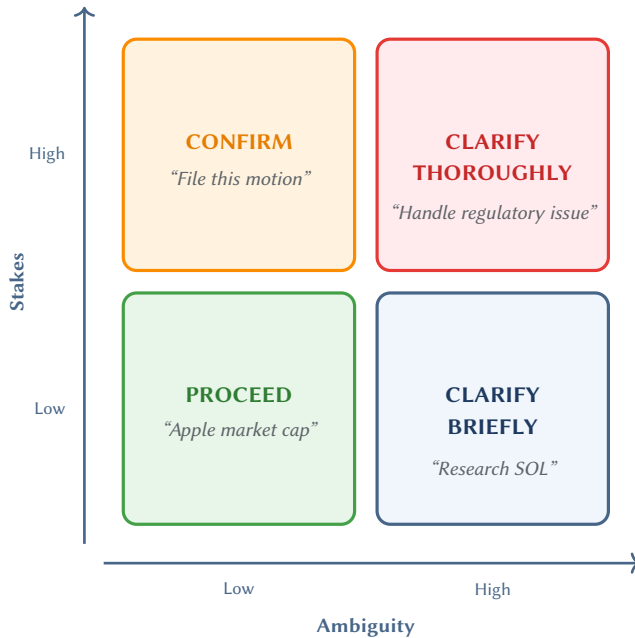 CONFIRM
“File this motion”
CLARIFY
THOROUGHLY
“Handle regulatory issue”
High
Stakes
PROCEED
“Apple market cap”
CLARIFY
BRIEFLY
“Research SOL”
Low
Low
High
Ambiguity